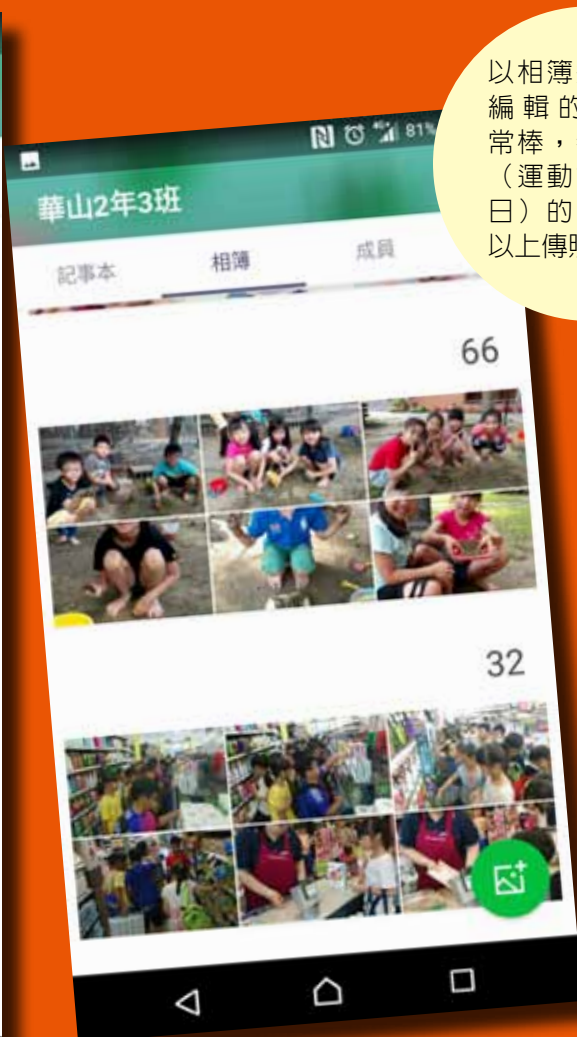 81%
華山2年3班
記事本 相簿 成員
66
32
以相簿
編輯的
常棒，
（運動
日）的
以上傳照